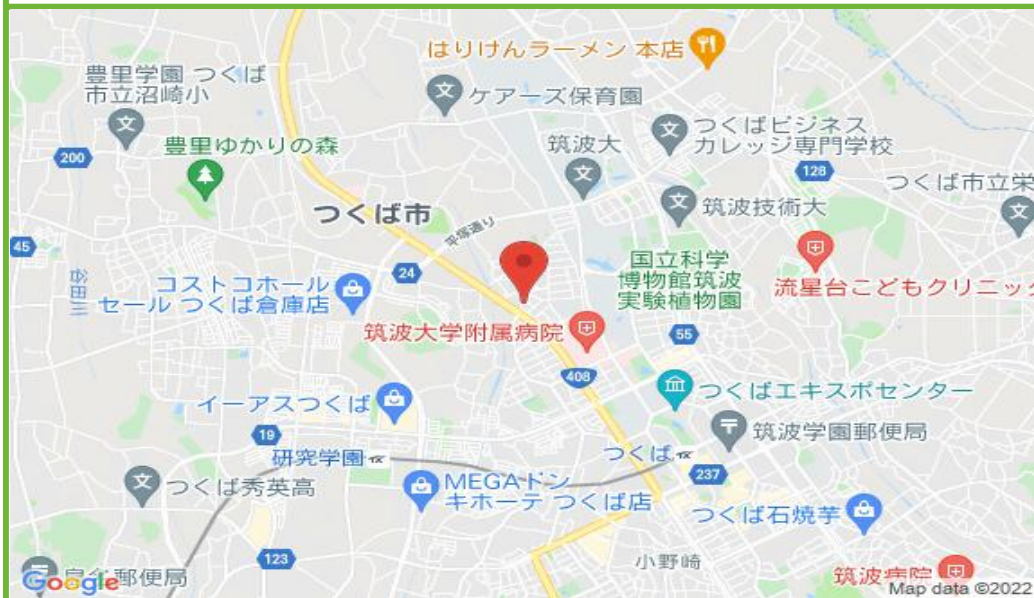 はりけんラーメン 本店
豊里学園 つくば
市立沼崎小
ケアーズ保育園
つくばビジネス
カレッジ専門学校
筑波大
200
豊里ゆかりの森
128
つくば市立栄
筑波技術大
つくば市
平塚通り
45
谷田川
24
国立科学
博物館筑波
実験植物園
コストコホール
セール つくば倉庫店
流星台こどもクリニック
筑波大学附属病院
55
408
つくばエキスポセンター
イーアスつくば
筑波学園郵便局
19
研究学園
つくば
237
つくば秀英高
MEGAドン
キホーテ つくば店
つくば石焼芋
123
小野崎
郵便局
筑波病院
Google
Map data ©2022